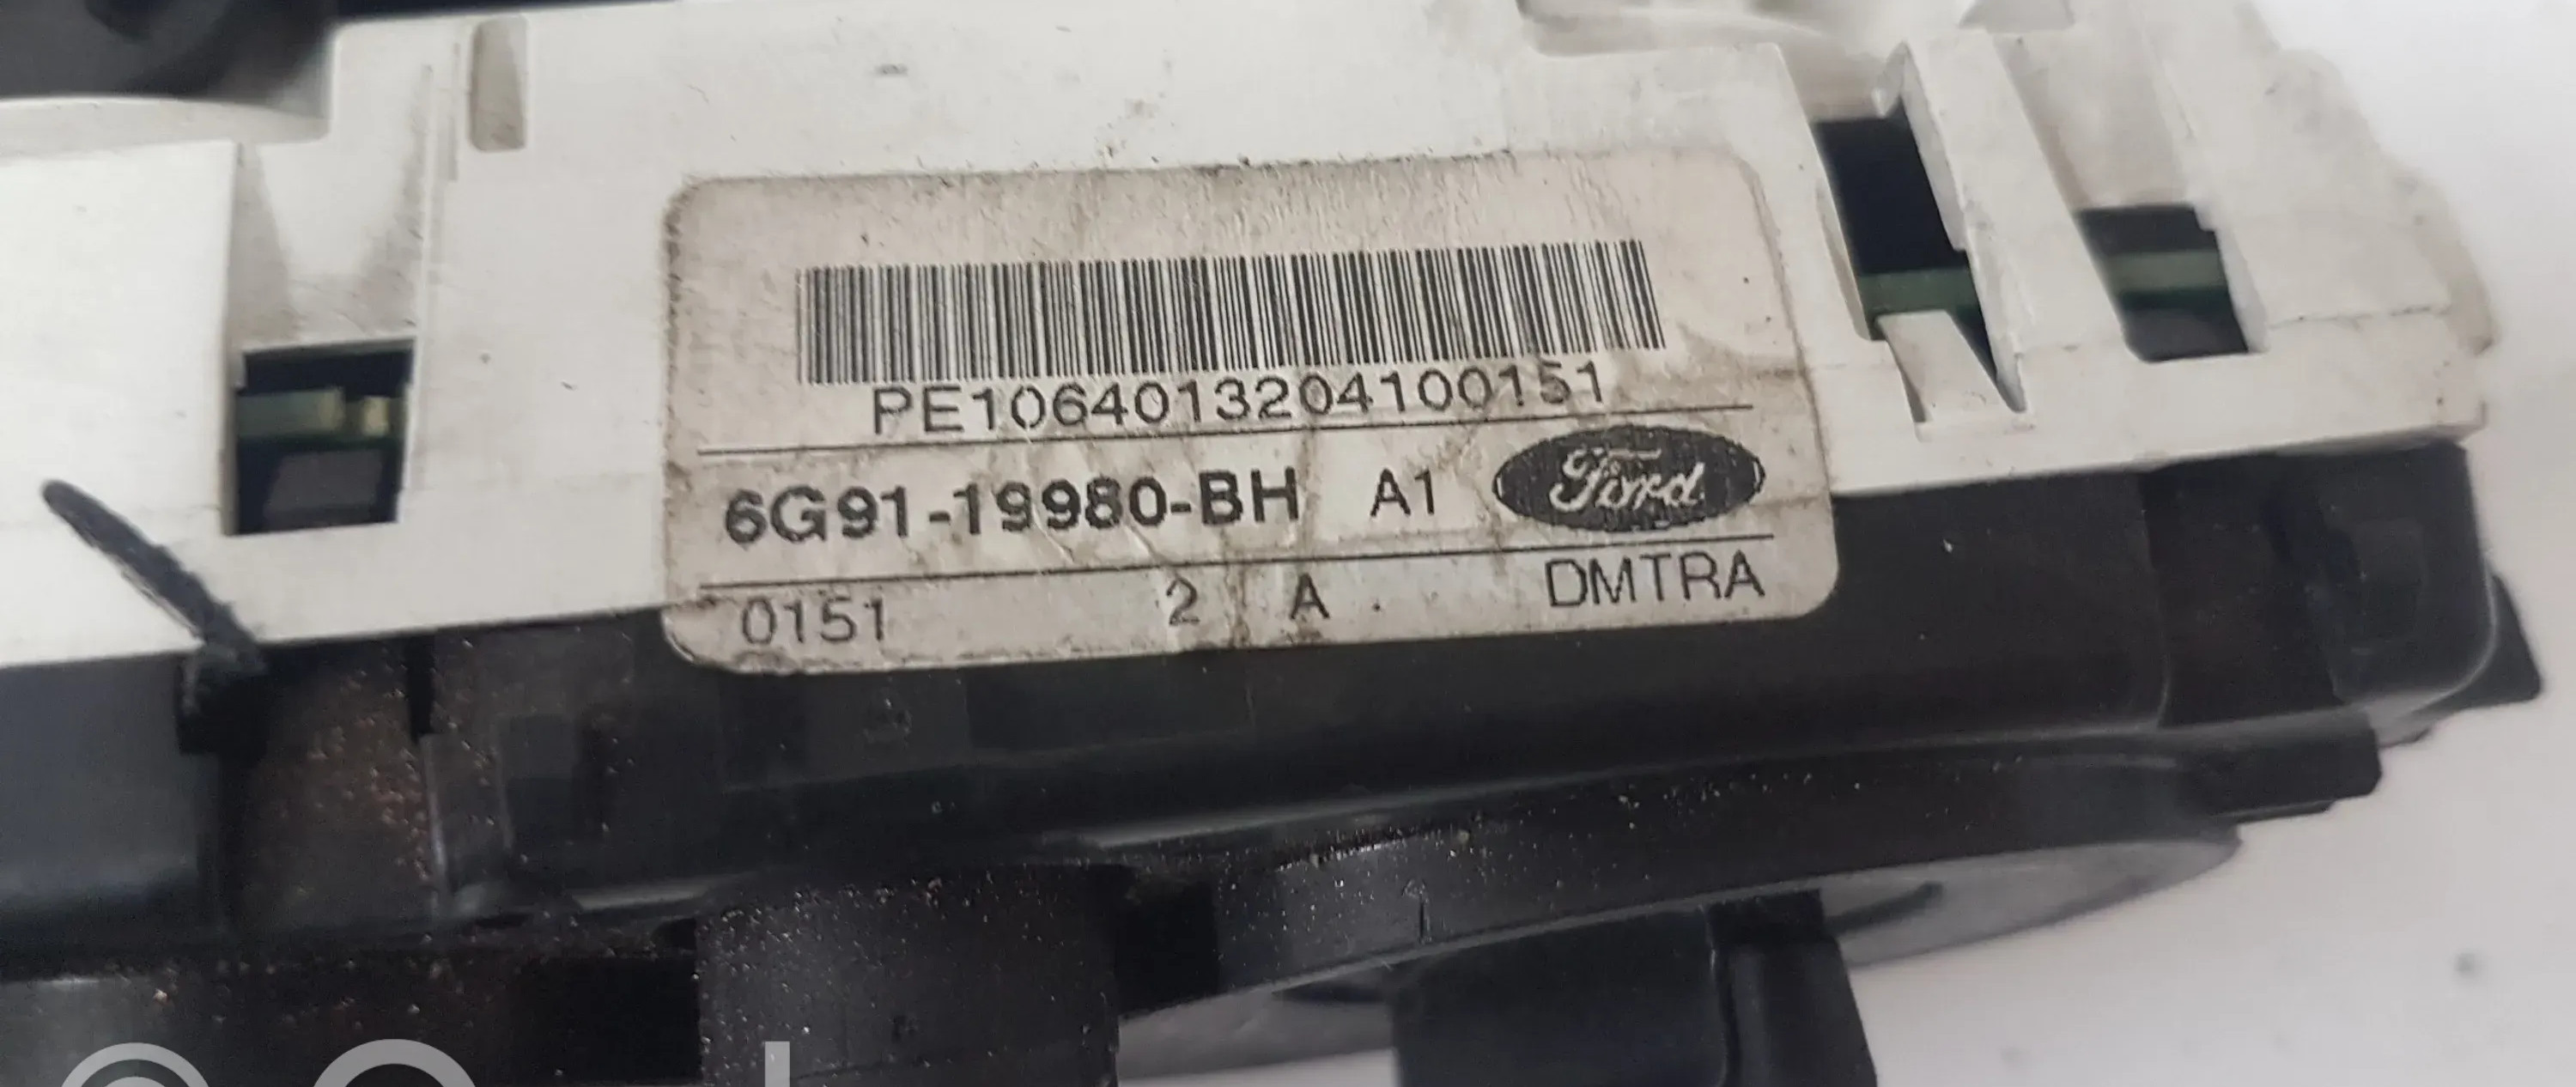 PE1064013204100151
6G91-19980-BH A1 Ford
0151 2 A DMTRA